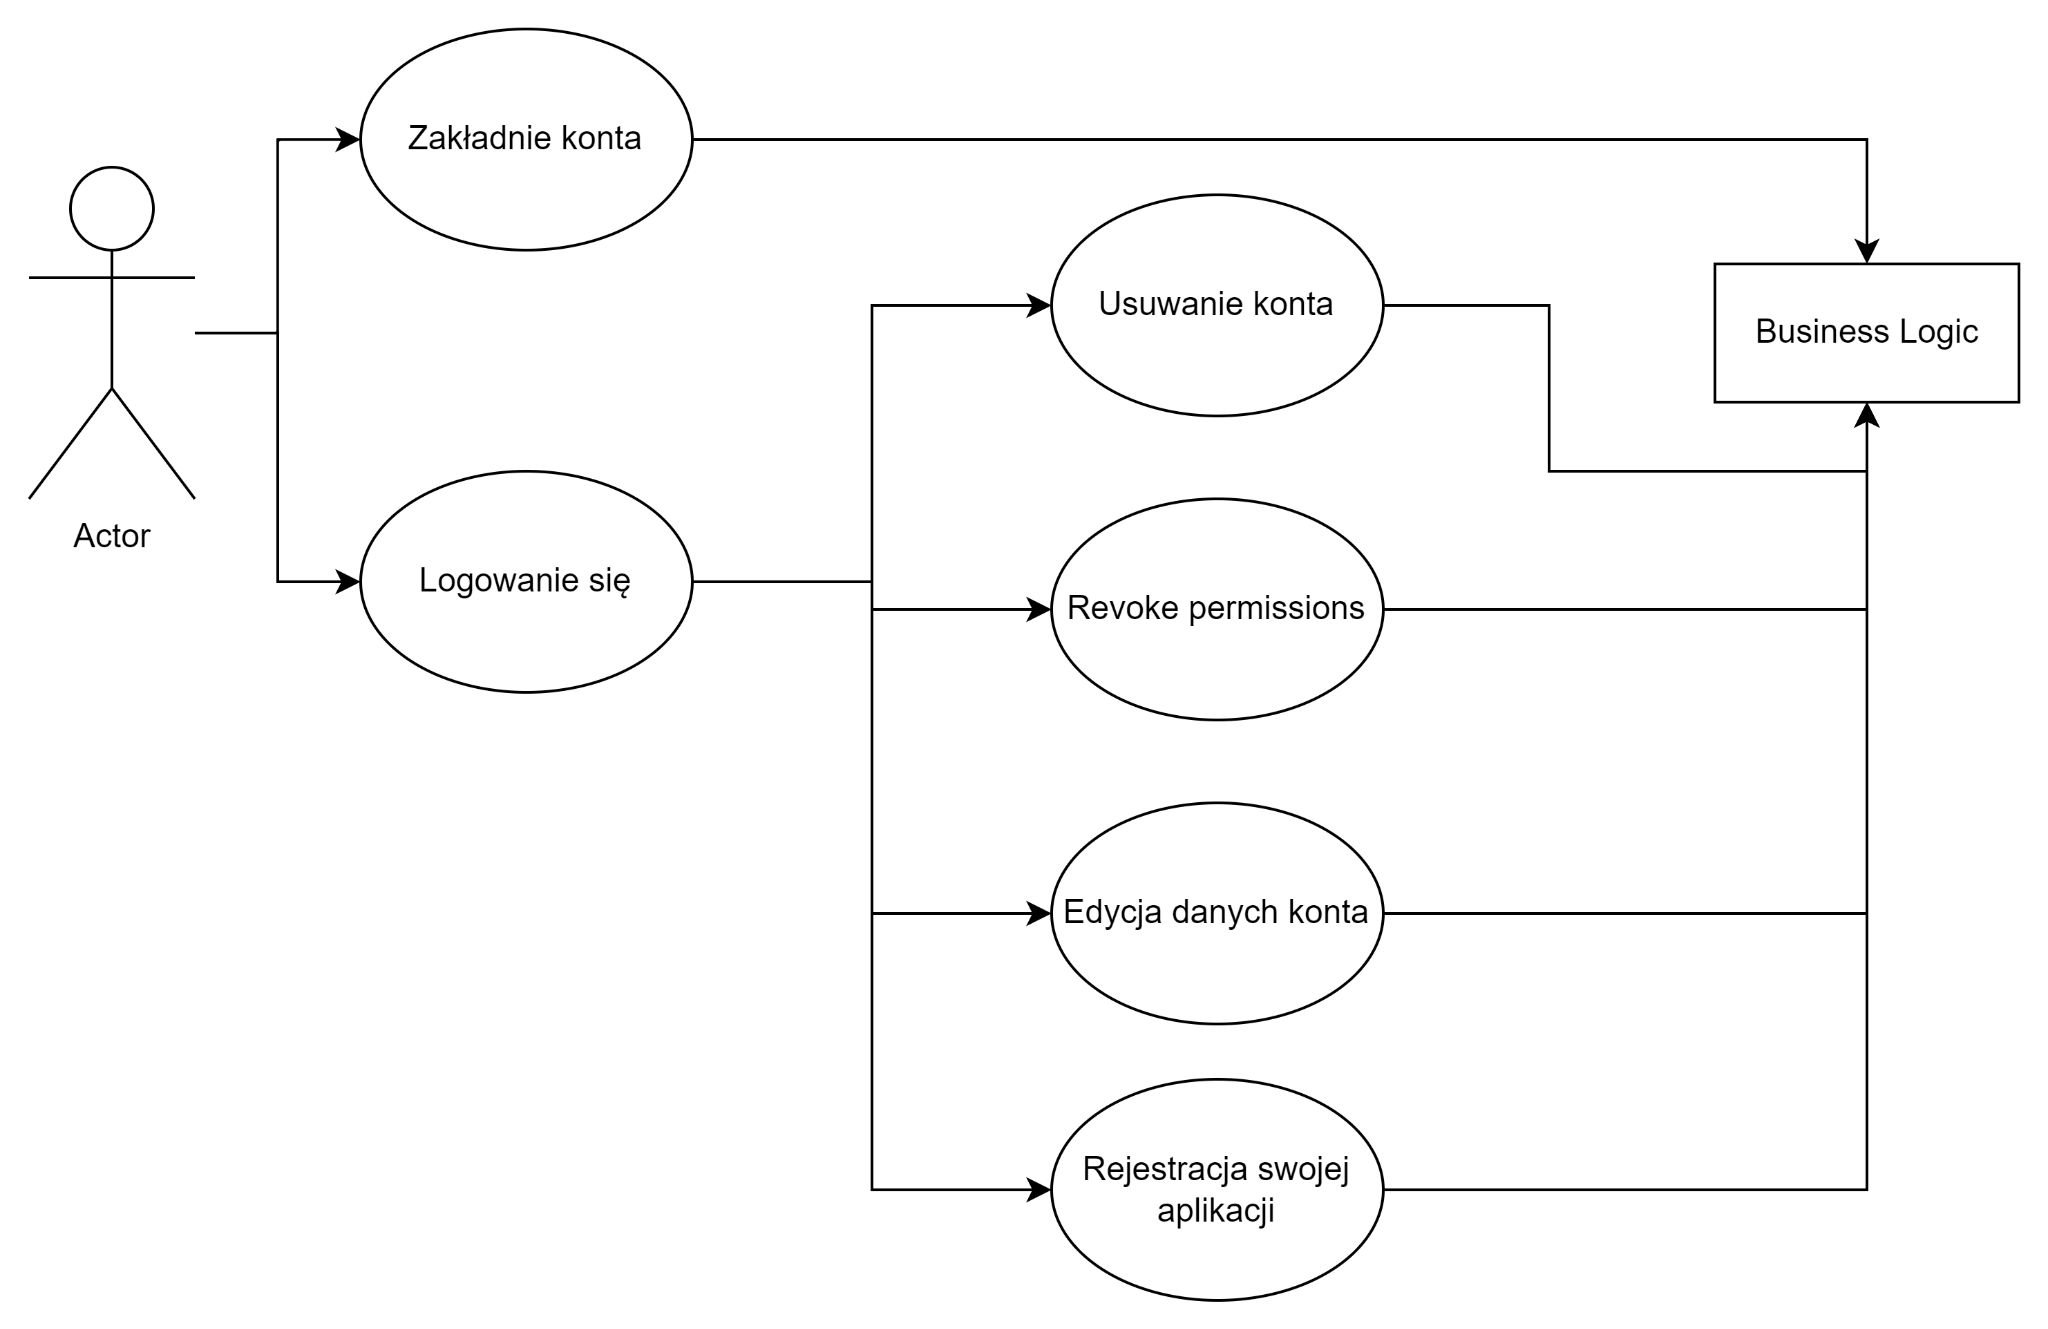 Zakładnie konta
Usuwanie konta
Business Logic
Actor
Logowanie się
Revoke permissions
Edycja danych konta
Rejestracja swojej
aplikacji